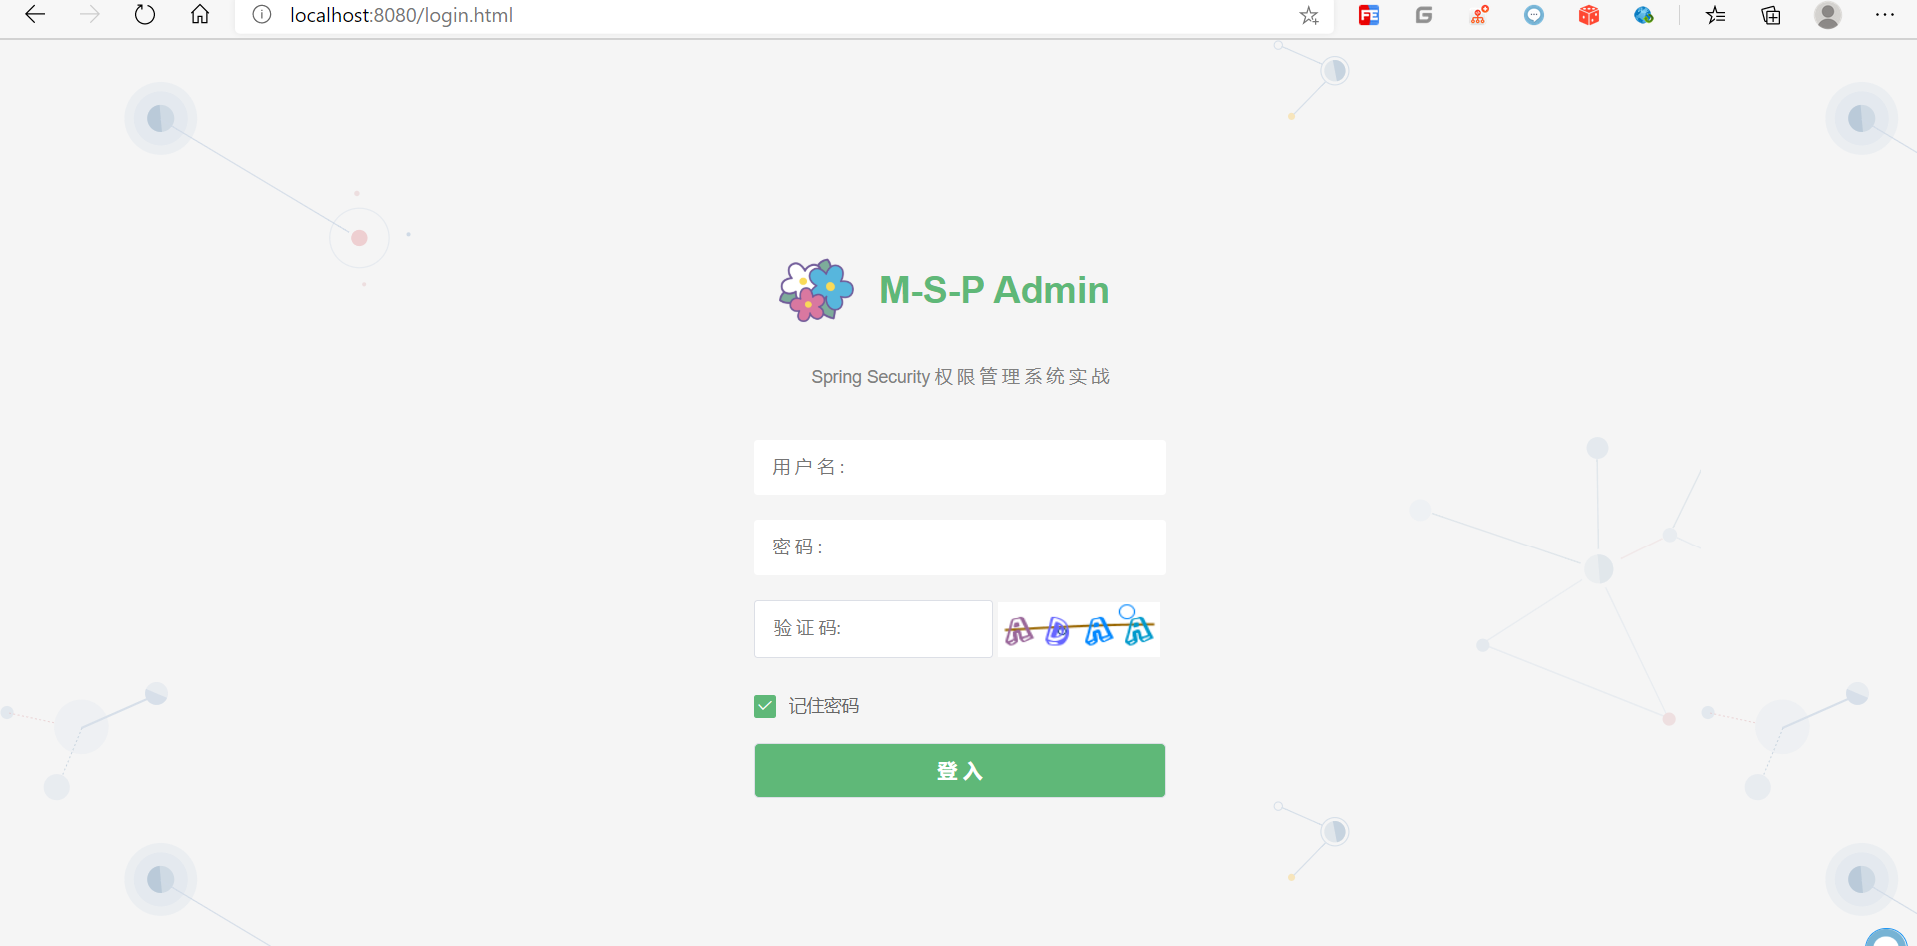 localhost:8080/login.html
FE
G
M-S-P Admin
Spring Security 权限管理系统实战
用户名:
密码:
验证码:
ADAA
记住密码
登入